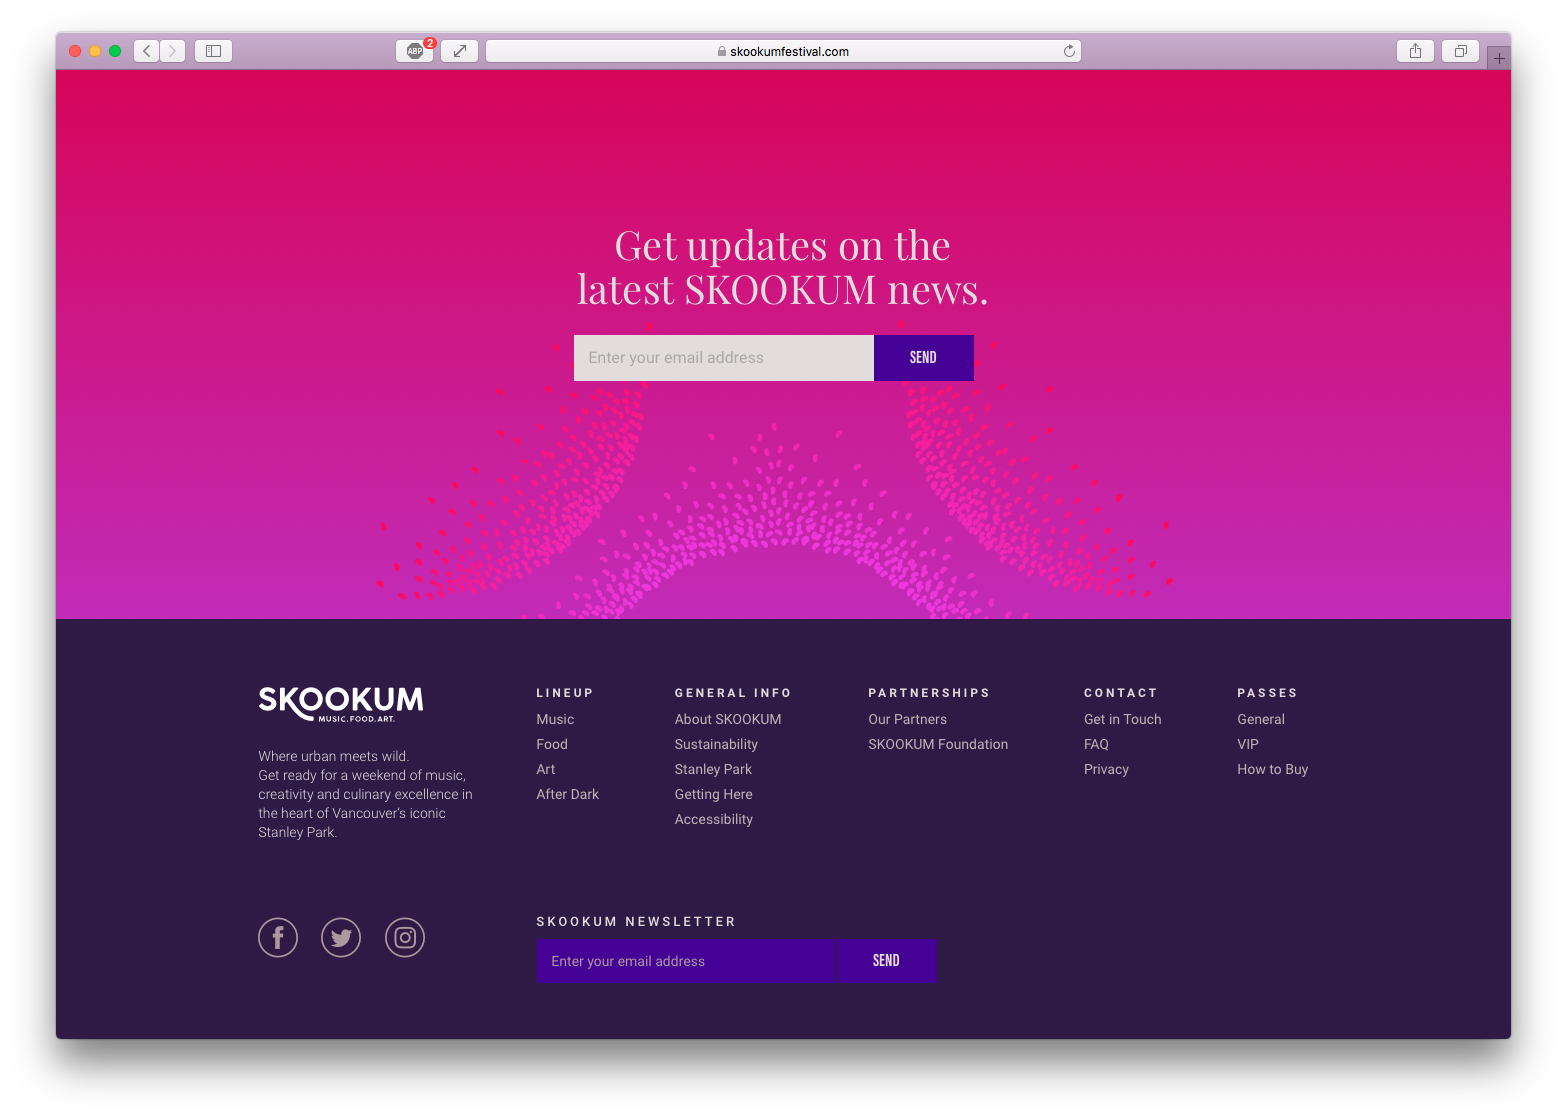 ABP
2
skookumfestival.com
Get updates on the
latest SKOOKUM news.
Enter your email address
SEND
SKOOKUM
MUSIC.FOOD.ART.
Where urban meets wild.
Get ready for a weekend of music,
creativity and culinary excellence in
the heart of Vancouver's iconic
Stanley Park.
LINEUP
Music
Food
Art
After Dark
GENERAL INFO
About SKOOKUM
Sustainability
Stanley Park
Getting Here
Accessibility
PARTNERSHIPS
Our Partners
SKOOKUM Foundation
CONTACT
Get in Touch
FAQ
Privacy
PASSES
General
VIP
How to Buy
SKOOKUM NEWSLETTER
Enter your email address
SEND